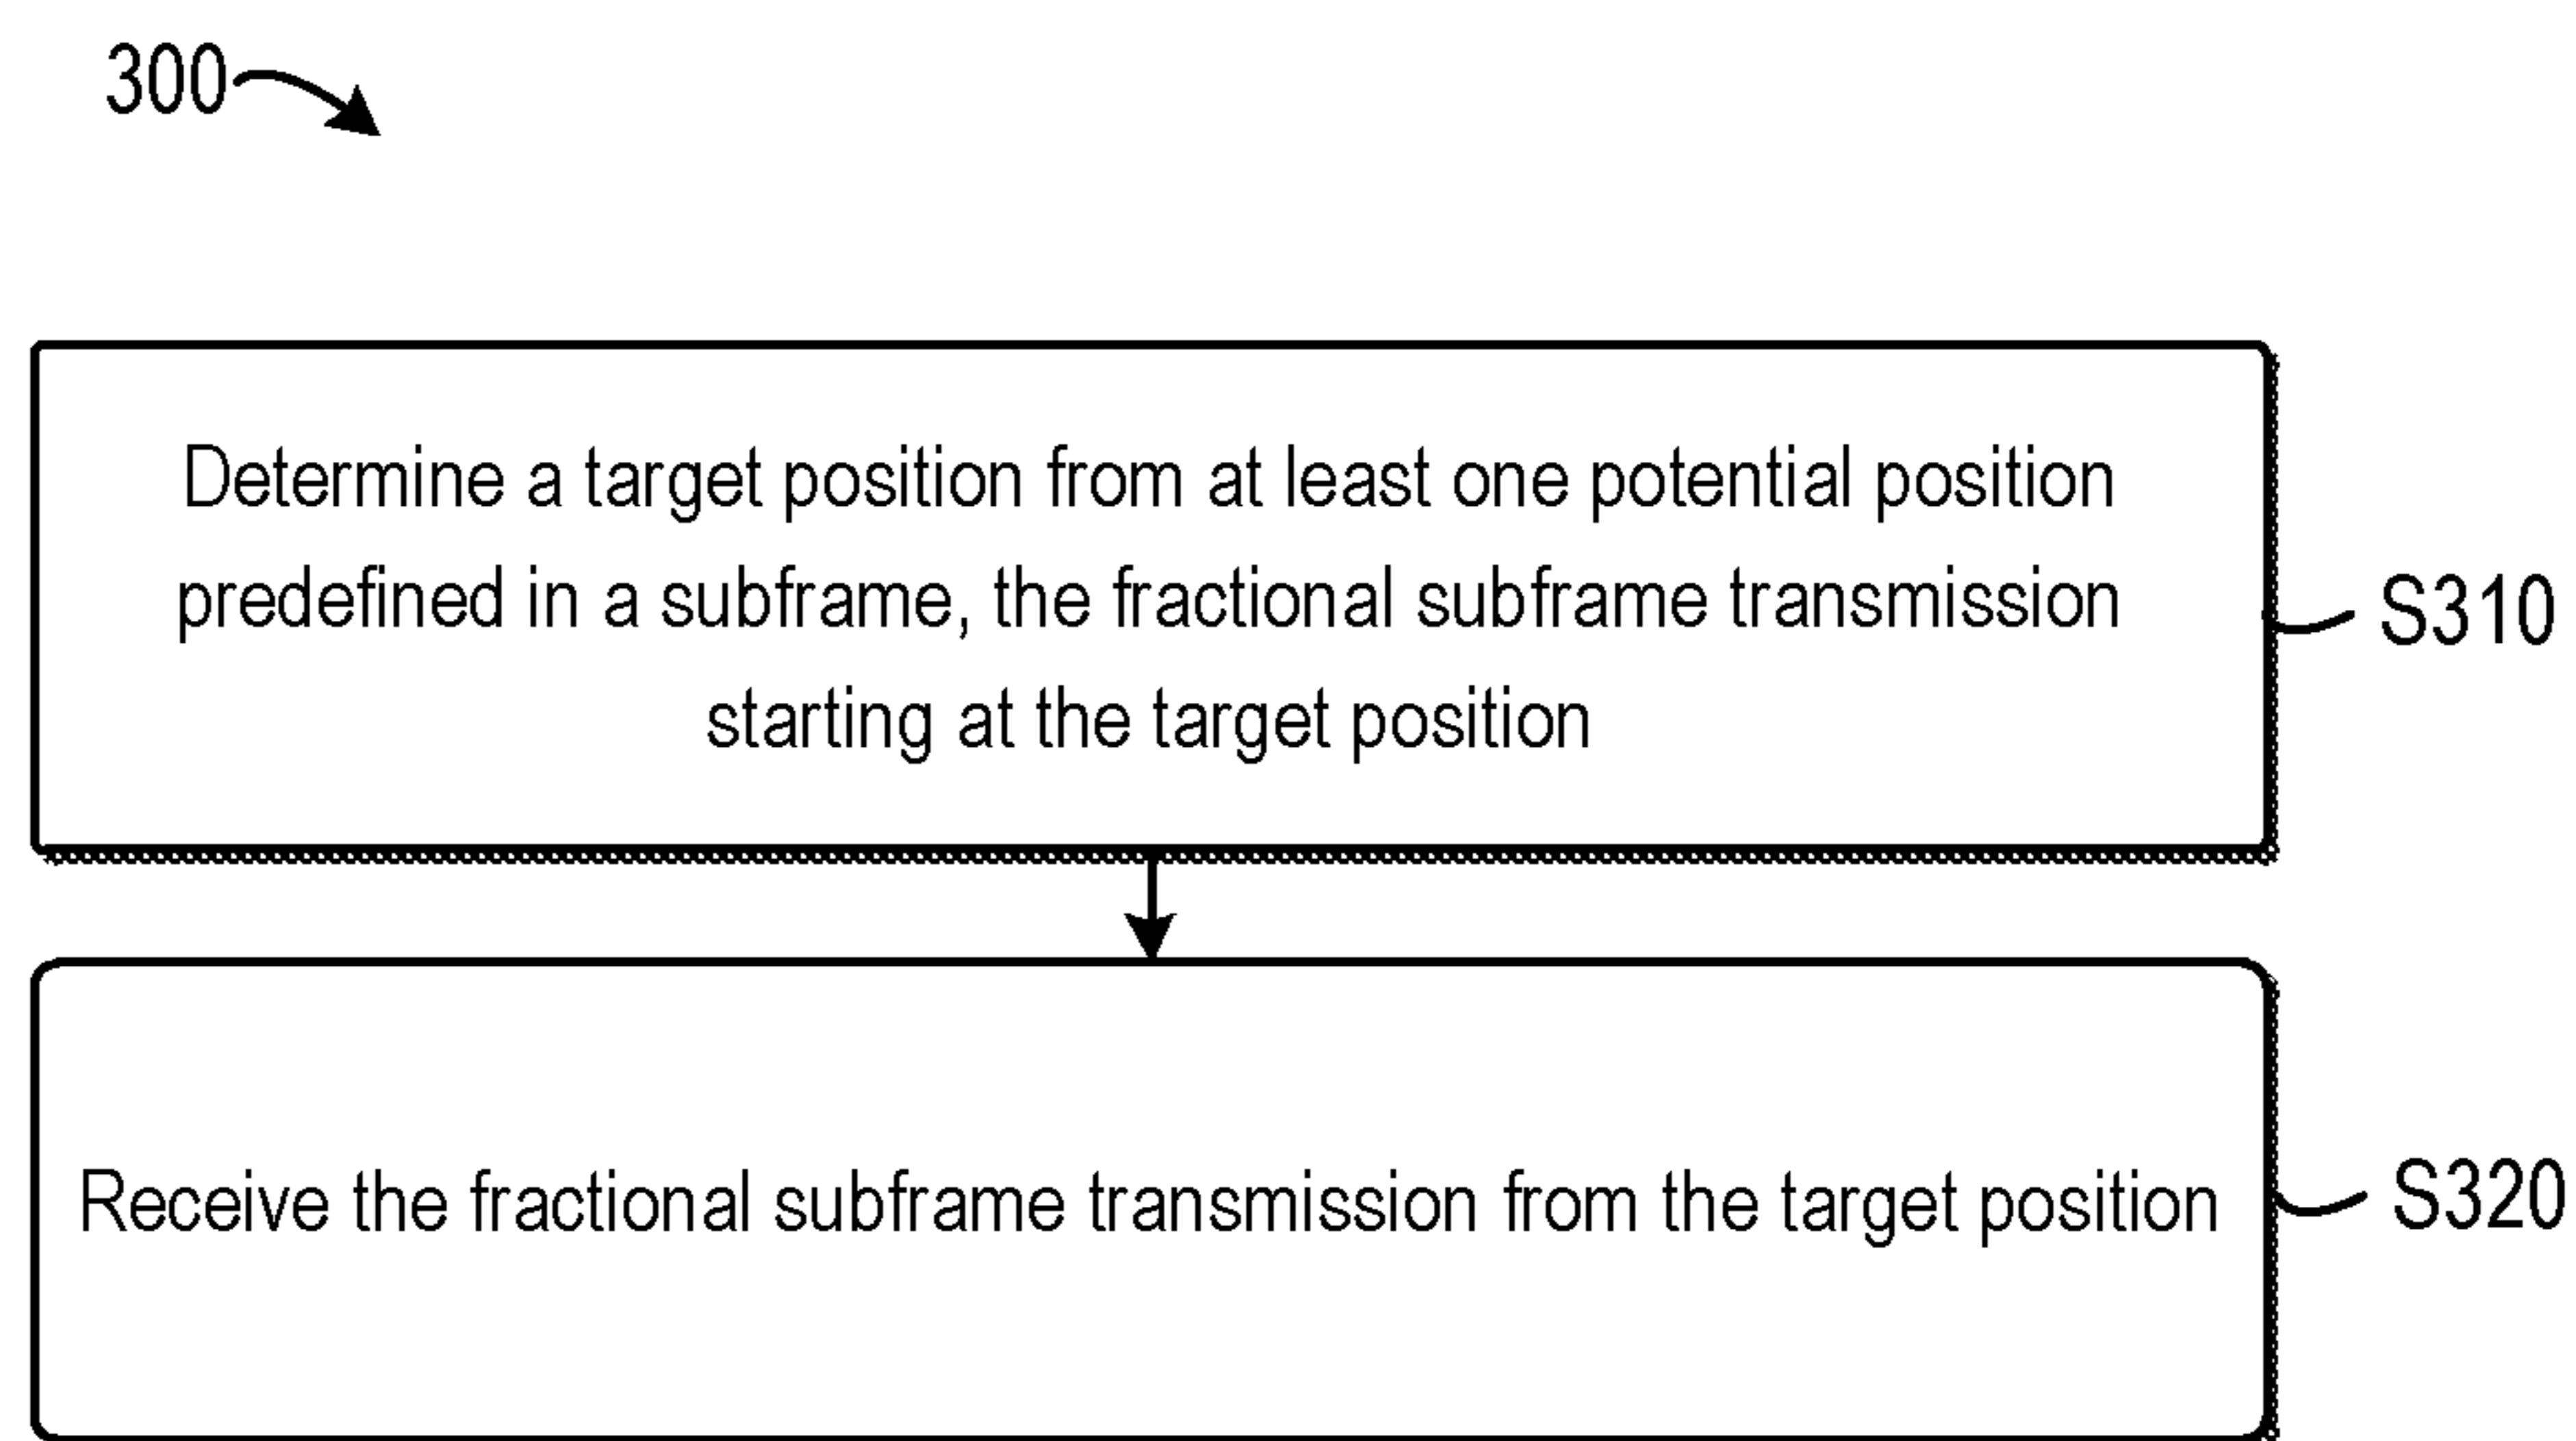 300
Determine a target position from at least one potential position
predefined in a subframe, the fractional subframe transmission
starting at the target position
S310
Receive the fractional subframe transmission from the target position
S320